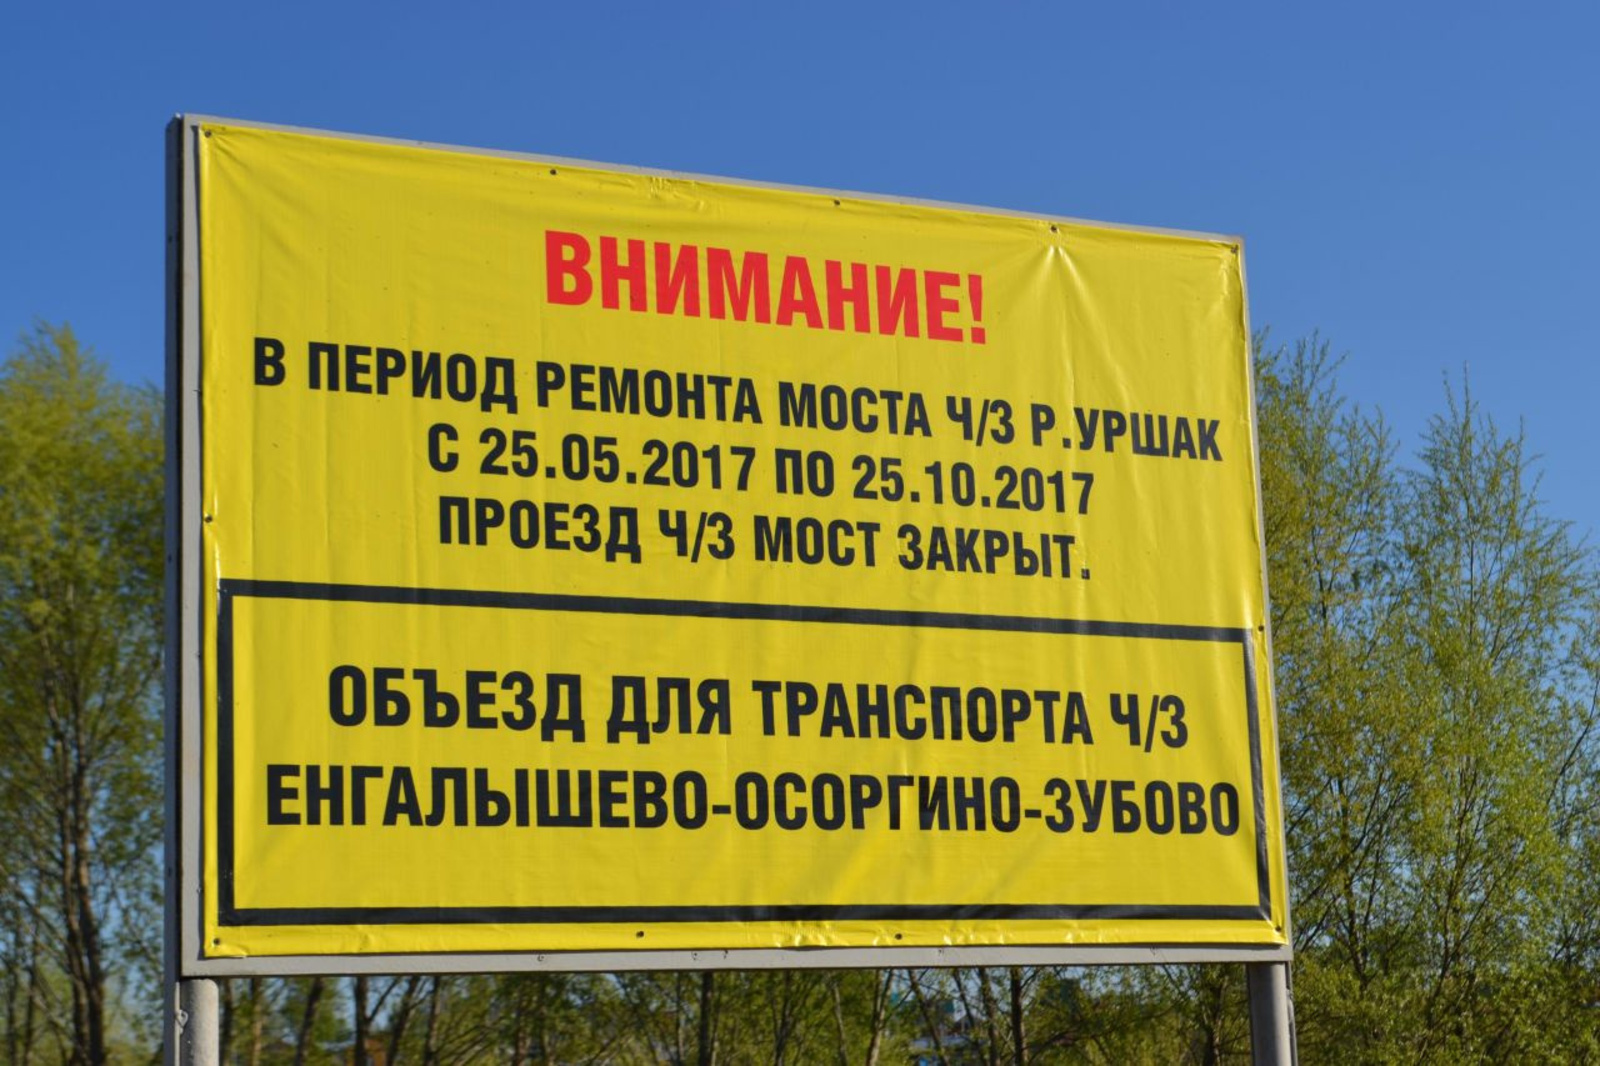 ВНИМАНИЕ!
В ПЕРИОД РЕМОНТА МОСТА Ч/З Р.УРШАК
С 25.05.2017 ПО 25.10.2017
ПРОЕЗД Ч/З МОСТ ЗАКРЫТ.
ОБЪЕЗД ДЛЯ ТРАНСПОРТА Ч/З
ЕНГАЛЫШЕВО-ОСОРГИНО-ЗУБОВО